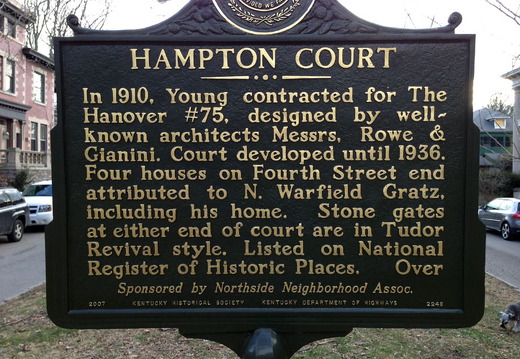 HAMPTON COURT
In 1910, Young contracted for The
Hanover #75, designed by well-
known architects Messrs, Rowe &
Gianini. Court developed until 1936.
Four houses on Fourth Street end
attributed to N. Warfield Gratz,
including his home. Stone gates
at either end of court are in Tudor
Revival style. Listed on National
Register of Historic Places. Over
Sponsored by Northside Neighborhood Assoc.
2007 KENTUCKY HISTORICAL SOCIETY KENTUCKY DEPARTMENT OF HIGHWAYS